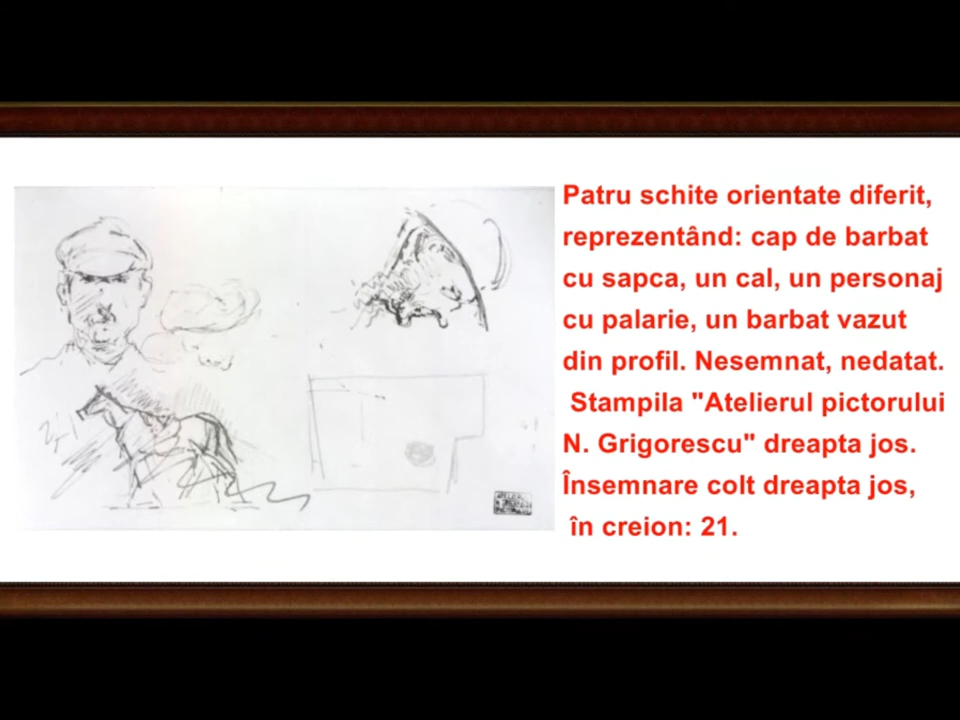 Patru schite orientate diferit,
reprezentând: cap de barbat
cu sapca, un cal, un personaj
cu palarie, un barbat vazut
din profil. Nesemnat, nedatat.
Stampila "Atelierul pictorului
N. Grigorescu" dreapta jos.
Însemnare colt dreapta jos,
în creion: 21.